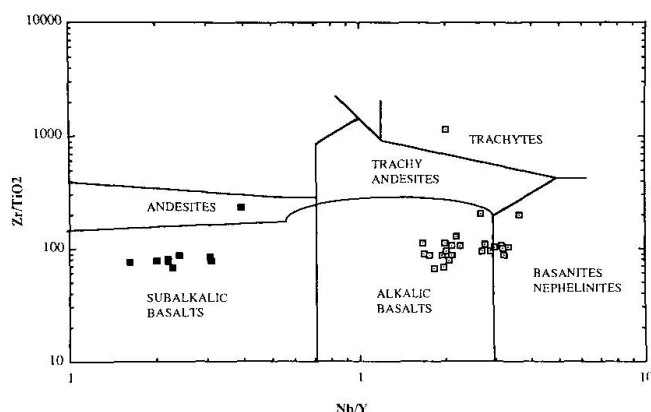 10000
1000
100
10
Zr/TiO2
TRACHYTES
TRACHY
ANDESITES
ANDESITES
SUBALKALIC
BASALTS
ALKALIC
BASALTS
BASANITES
NEPHELINITES
.1
1
10
Nb/Y